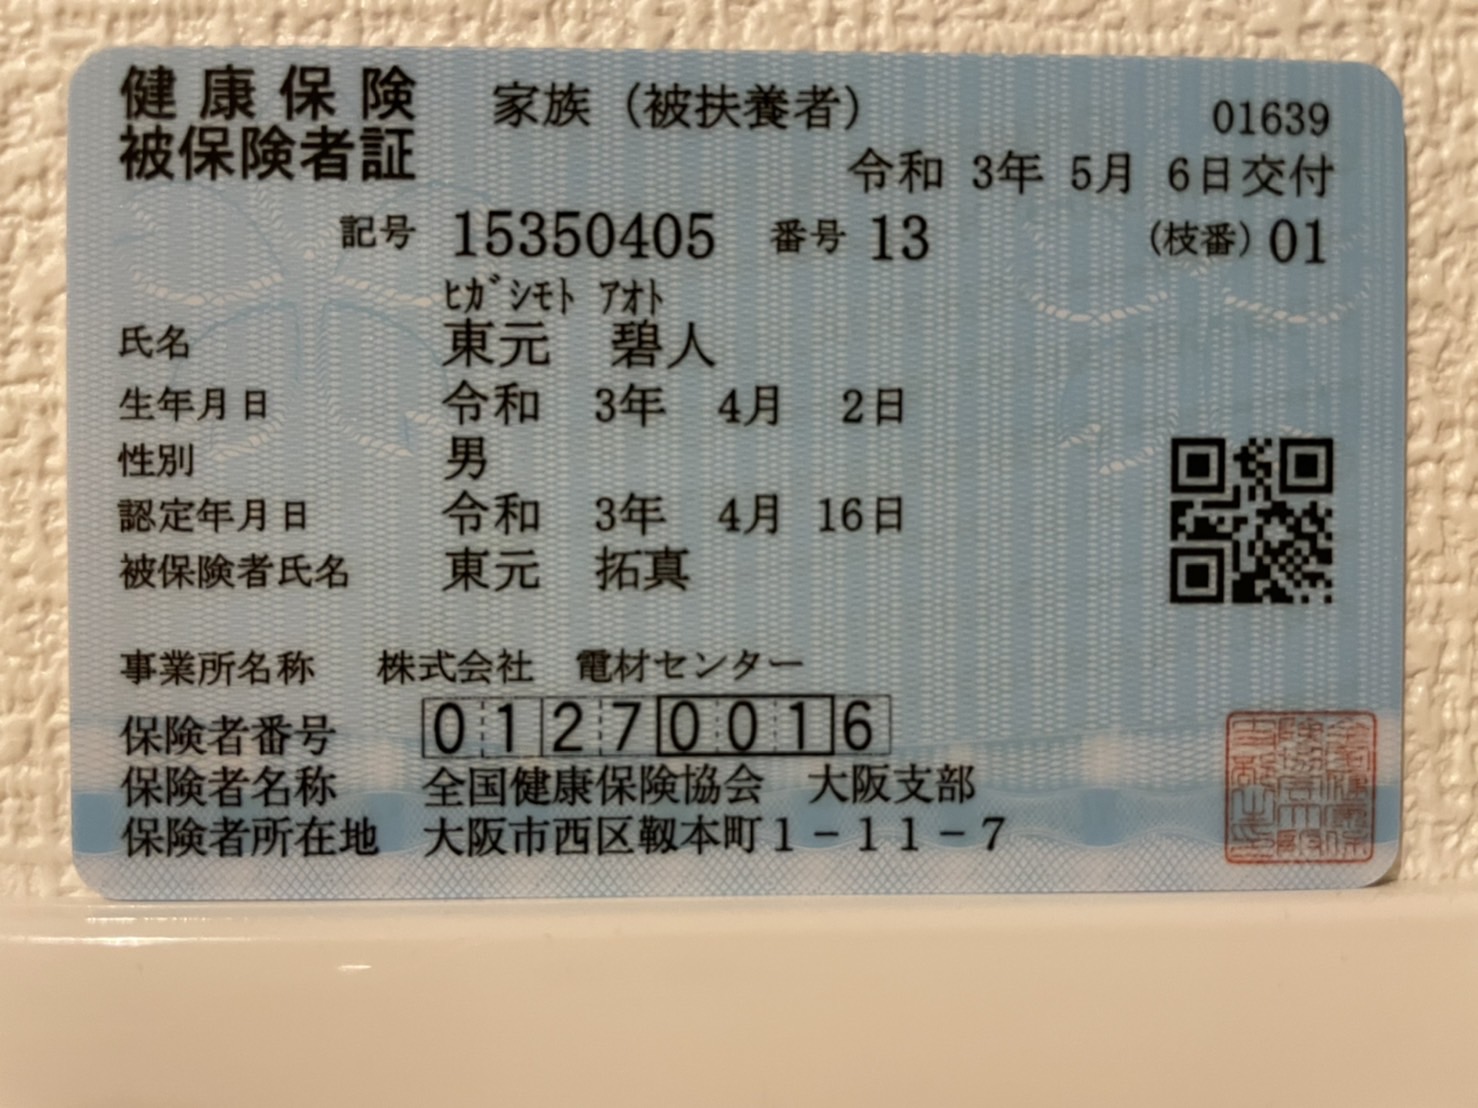 健康保険 家族（被扶養者） 01639
被保険者証 令和 3年 5月 6日交付
記号 15350405 番号 13 (枝番) 01
ﾋｶﾞｼﾓﾄ ｱｵﾄ
氏名 東元 碧人
生年月日 令和 3年 4月 2日
性別 男
認定年月日 令和 3年 4月 16日
被保険者氏名 東元 拓真
事業所名称 株式会社 電材センター
保険者番号 01270016
保険者名称 全国健康保険協会 大阪支部
保険者所在地 大阪市西区靱本町１－１１－７